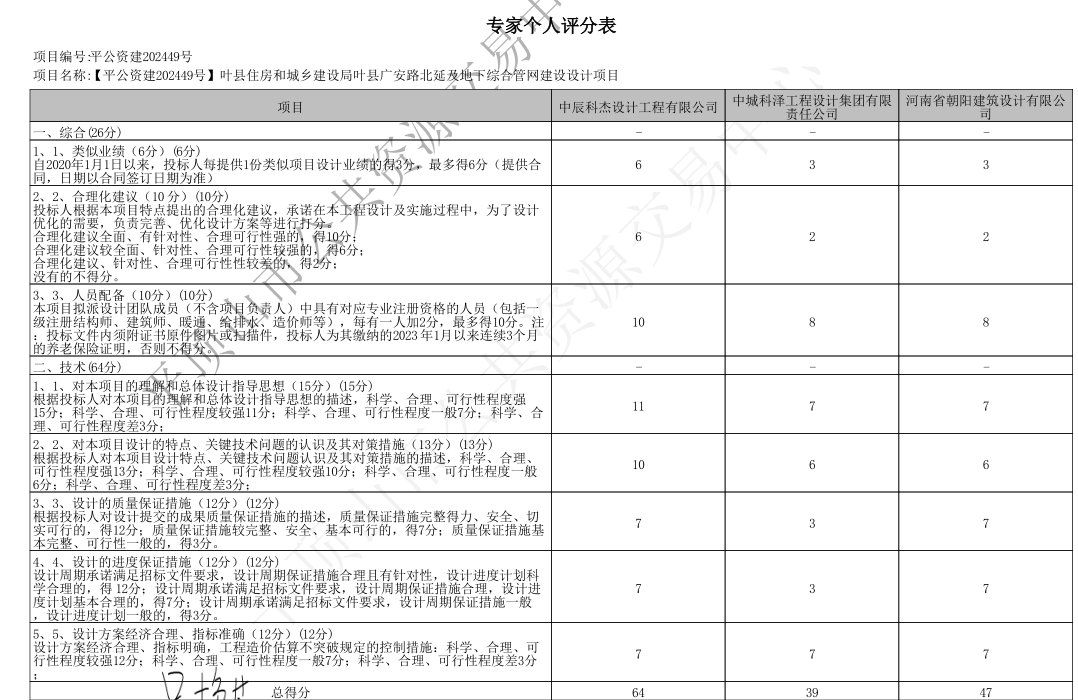 专家个人评分表
项目编号:平公资建202449号
项目名称:【平公资建202449号】叶县住房和城乡建设局叶县广安路北延及地下综合管网建设设计项目
项目 中辰科杰设计工程有限公司 中城科泽工程设计集团有限责任公司 河南省朝阳建筑设计有限公司
一、综合(26分) – – –
1、1、类似业绩（6分）(6分)
自2020年1月1日以来，投标人每提供1份类似项目设计业绩的得3分，最多得6分（提供合
同，日期以合同签订日期为准）
6 3 3
2、2、合理化建议（10 分）(10分)
投标人根据本项目特点提出的合理化建议，承诺在本工程设计及实施过程中，为了设计
优化的需要，负责完善、优化设计方案等进行打分。
合理化建议全面、有针对性、合理可行性强的，得10分；
合理化建议较全面、针对性、合理可行性较强的，得6分；
合理化建议、针对性、合理可行性性较差的，得2分；
没有的不得分。
6 2 2
3、3、人员配备（10分）(10分)
本项目拟派设计团队成员（不含项目负责人）中具有对应专业注册资格的人员（包括一
级注册结构师、建筑师、暖通、给排水、造价师等），每有一人加2分，最多得10分。注
：投标文件内须附证书原件图片或扫描件，投标人为其缴纳的2023 年1月以来连续3个月
的养老保险证明，否则不得分。
10 8 8
二、技术(64分) – – –
1、1、对本项目的理解和总体设计指导思想（15分）(15分)
根据投标人对本项目的理解和总体设计指导思想的描述，科学、合理、可行性程度强
15分；科学、合理、可行性程度较强11分；科学、合理、可行性程度一般7分；科学、合
理、可行性程度差3分；
11 7 7
2、2、对本项目设计的特点、关键技术问题的认识及其对策措施（13分）(13分)
根据投标人对本项目设计特点、关键技术问题认识及其对策措施的描述，科学、合理、
可行性程度强13分；科学、合理、可行性程度较强10分；科学、合理、可行性程度一般
6分；科学、合理、可行性程度差3分；
10 6 6
3、3、设计的质量保证措施（12分）(12分)
根据投标人对设计提交的成果质量保证措施的描述，质量保证措施完整得力、安全、切
实可行的，得12分；质量保证措施较完整、安全、基本可行的，得7分；质量保证措施基
本完整、可行性一般的，得3分。
7 3 7
4、4、设计的进度保证措施（12分）(12分)
设计周期承诺满足招标文件要求，设计周期保证措施合理且有针对性，设计进度计划科
学合理的，得 12分；设计周期承诺满足招标文件要求，设计周期保证措施合理，设计进
度计划基本合理的，得7分；设计周期承诺满足招标文件要求，设计周期保证措施一般
，设计进度计划一般的，得3分。
7 3 7
5、5、设计方案经济合理、指标准确（12分）(12分)
设计方案经济合理、指标明确，工程造价估算不突破规定的控制措施：科学、合理、可
行性程度较强12分；科学、合理、可行性程度一般7分；科学、合理、可行性程度差3分
；
7 7 7
总得分 64 39 47
平顶山市公共资源交易中心
平顶山市公共资源交易中心